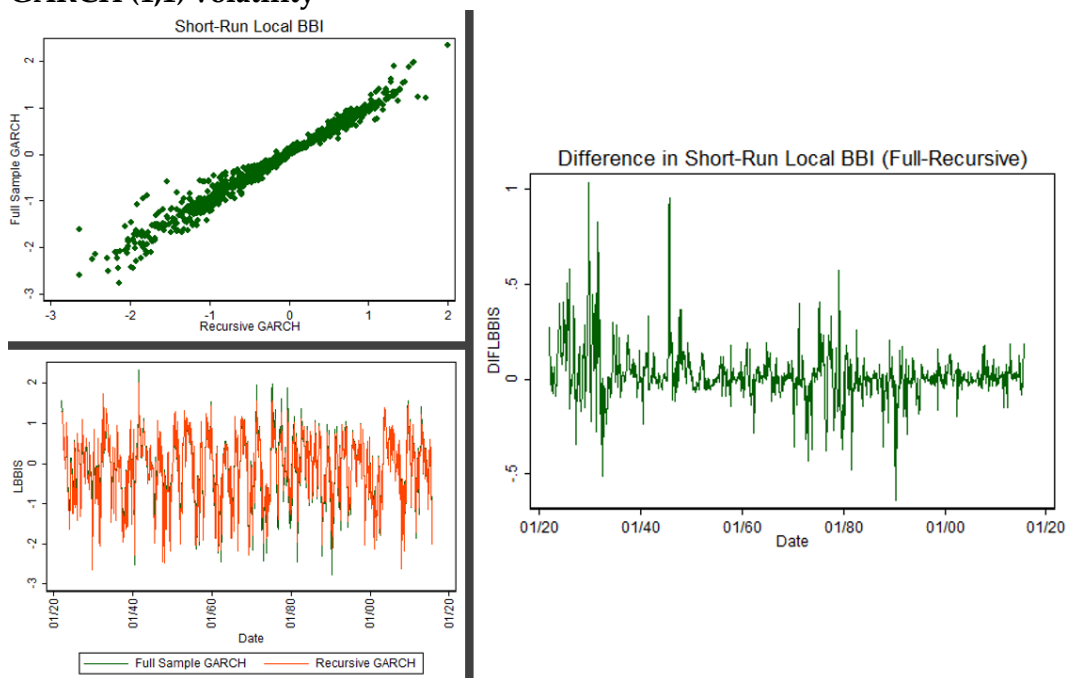 GARCH (1,1) Volatility
Short-Run Local BBI
Full Sample GARCH
2
1
0
-1
-2
-3
-3 -2 -1 0 1 2
Recursive GARCH
LBBIS
2
1
0
-1
-2
-3
01/20 01/40 01/60 01/80 01/00 01/20
Date
Full Sample GARCH Recursive GARCH
Difference in Short-Run Local BBI (Full-Recursive)
DIFLBBIS
1
.5
0
-.5
01/20 01/40 01/60 01/80 01/00 01/20
Date